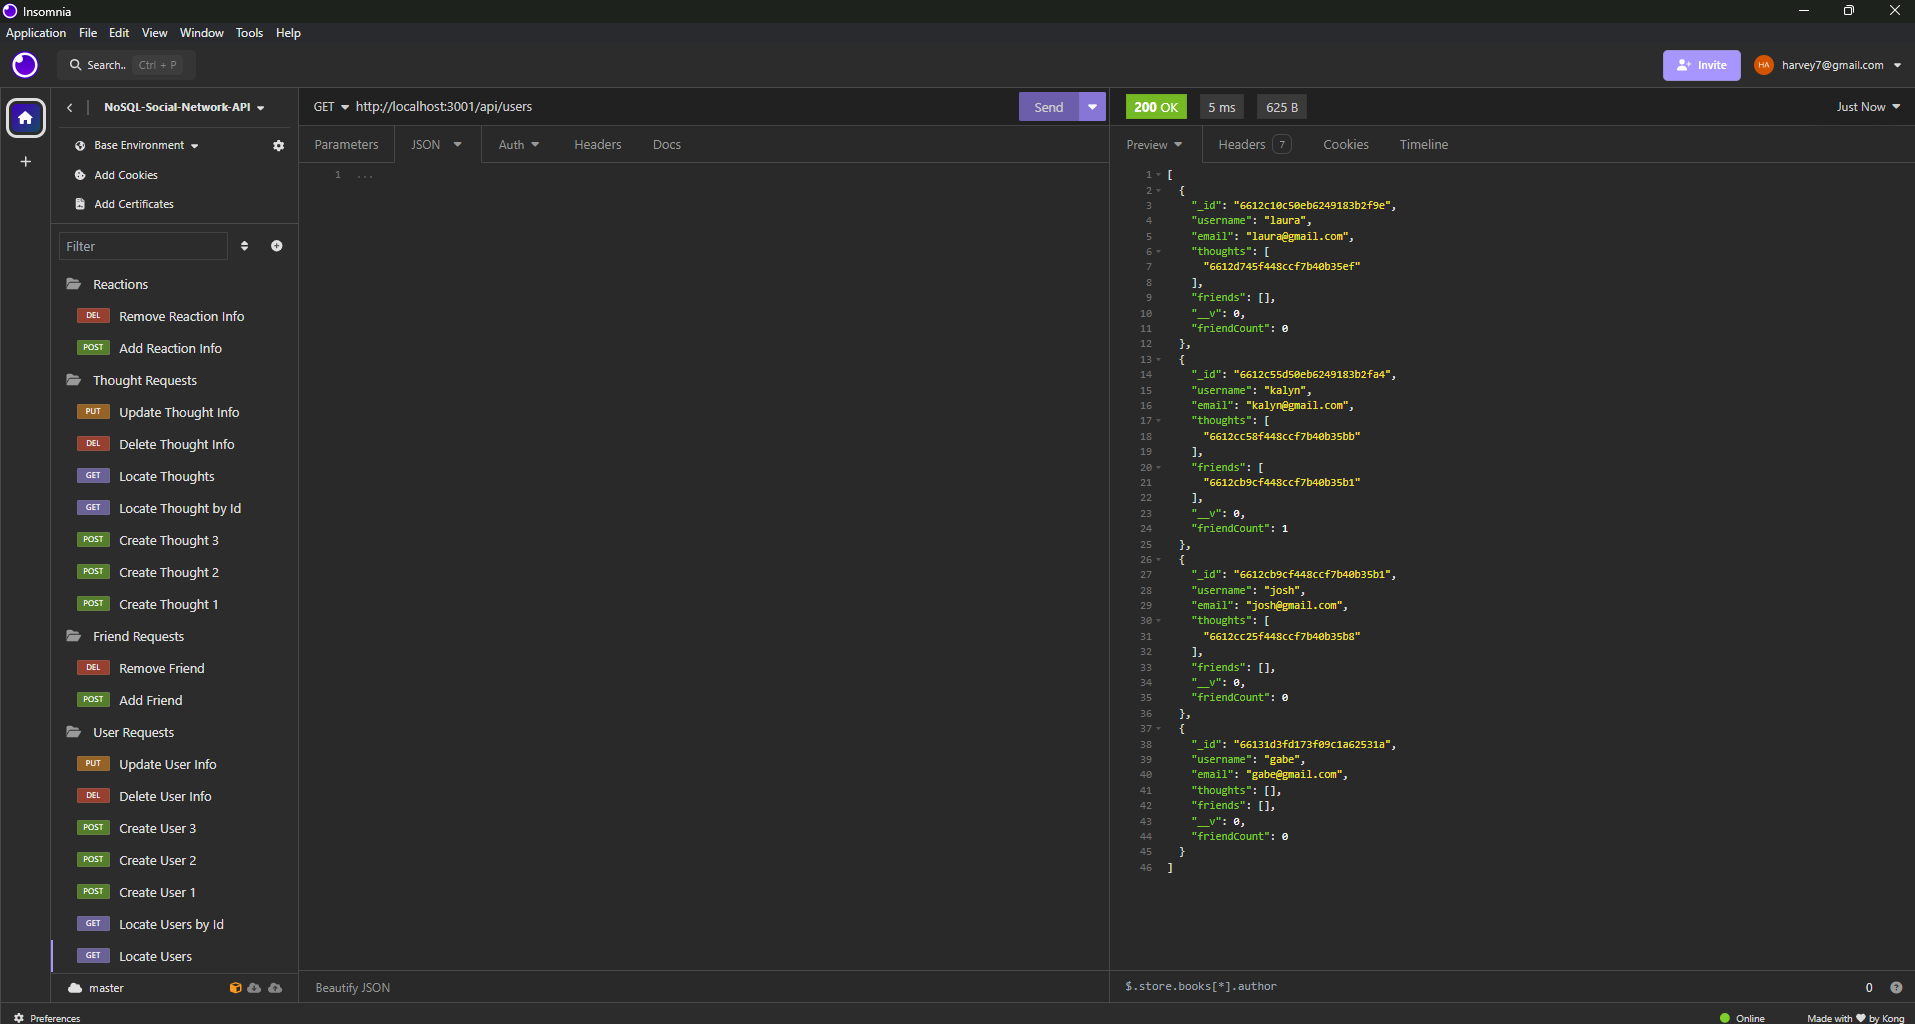 Insomnia
Application File Edit View Window Tools Help
Search.. Ctrl + P
Invite
HA harvey7@gmail.com
NoSQL-Social-Network-API
Base Environment
Add Cookies
Add Certificates
Filter
Reactions
DEL Remove Reaction Info
POST Add Reaction Info
Thought Requests
PUT Update Thought Info
DEL Delete Thought Info
GET Locate Thoughts
GET Locate Thought by Id
POST Create Thought 3
POST Create Thought 2
POST Create Thought 1
Friend Requests
DEL Remove Friend
POST Add Friend
User Requests
PUT Update User Info
DEL Delete User Info
POST Create User 3
POST Create User 2
POST Create User 1
GET Locate Users by Id
GET Locate Users
master
GET http://localhost:3001/api/users
Send
Parameters JSON Auth Headers Docs
1 ...
Beautify JSON
200 OK 5 ms 625 B
Just Now
Preview Headers 7 Cookies Timeline
1 [
2 {
3 "_id": "6612c10c50eb6249183b2f9e",
4 "username": "laura",
5 "email": "laura@gmail.com",
6 "thoughts": [
7 "6612d745f448ccf7b40b35ef"
8 ],
9 "friends": [],
10 "__v": 0,
11 "friendCount": 0
12 },
13 {
14 "_id": "6612c55d50eb6249183b2fa4",
15 "username": "kalyn",
16 "email": "kalyn@gmail.com",
17 "thoughts": [
18 "6612cc58f448ccf7b40b35bb"
19 ],
20 "friends": [
21 "6612cb9cf448ccf7b40b35b1"
22 ],
23 "__v": 0,
24 "friendCount": 1
25 },
26 {
27 "_id": "6612cb9cf448ccf7b40b35b1",
28 "username": "josh",
29 "email": "josh@gmail.com",
30 "thoughts": [
31 "6612cc25f448ccf7b40b35b8"
32 ],
33 "friends": [],
34 "__v": 0,
35 "friendCount": 0
36 },
37 {
38 "_id": "66131d3fd173f09c1a62531a",
39 "username": "gabe",
40 "email": "gabe@gmail.com",
41 "thoughts": [],
42 "friends": [],
43 "__v": 0,
44 "friendCount": 0
45 }
46 ]
$.store.books[*].author
0 ?
Preferences
Online
Made with ♥ by Kong